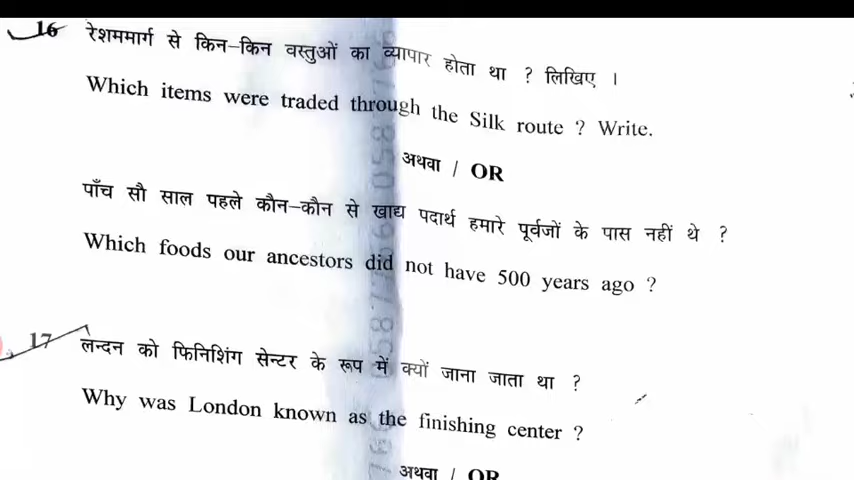 16 रेशममार्ग से किन-किन वस्तुओं का व्यापार होता था ? लिखिए ।
Which items were traded through the Silk route ? Write.
अथवा / OR
पाँच सौ साल पहले कौन-कौन से खाद्य पदार्थ हमारे पूर्वजों के पास नहीं थे ?
Which foods our ancestors did not have 500 years ago ?
17 लन्दन को फिनिशिंग सेन्टर के रूप में क्यों जाना जाता था ?
Why was London known as the finishing center ?
अथवा / OR